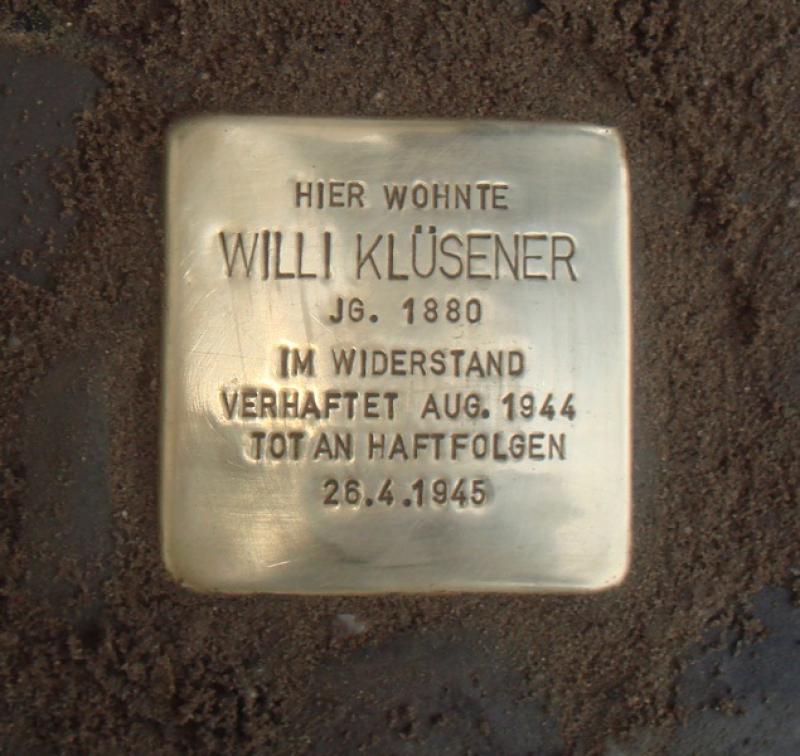 HIER WOHNTE
WILLI KLÜSENER
JG. 1880
IM WIDERSTAND
VERHAFTET AUG. 1944
TOT AN HAFTFOLGEN
26.4.1945